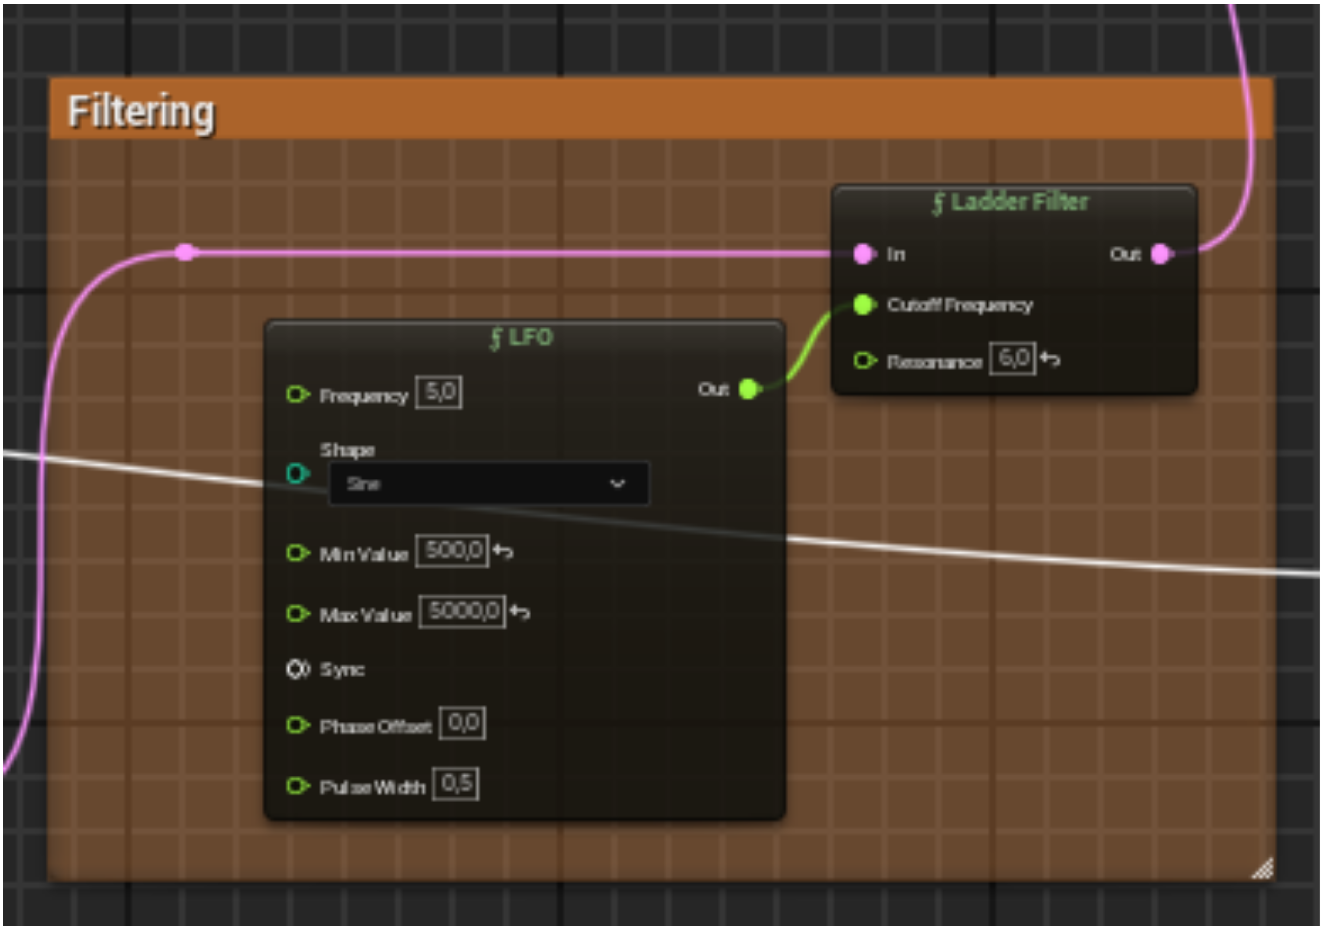 Filtering
Ladder Filter
In
Out
Cutoff Frequency
Resonance 6,0
LFO
Frequency 5,0
Out
Shape
Sine
Min Value 500,0
Max Value 5000,0
Sync
Phase Offset 0,0
Pulse Width 0,5